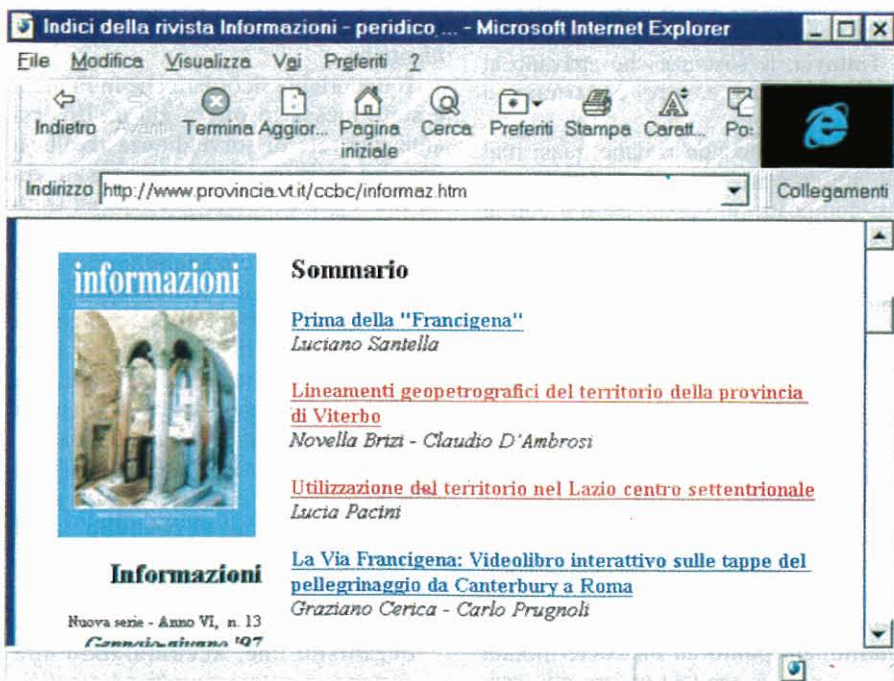 Indici della rivista Informazioni - peridico ... - Microsoft Internet Explorer
File Modifica Visualizza Vai Preferiti ?
Indietro Avanti Termina Aggior... Pagina iniziale Cerca Preferiti Stampa Caratt... Po:
Indirizzo http://www.provincia.vt.it/ccbc/informaz.htm Collegamenti
informazioni
Sommario
Prima della "Francigena"
Luciano Santella
Lineamenti geopetrografici del territorio della provincia
di Viterbo
Novella Brizi - Claudio D'Ambrosi
Utilizzazione del territorio nel Lazio centro settentrionale
Lucia Pacini
La Via Francigena: Videolibro interattivo sulle tappe del
pellegrinaggio da Canterbury a Roma
Graziano Cerica - Carlo Prugnoli
Informazioni
Nuova serie - Anno VI, n. 13
Gennaio-giugno '97